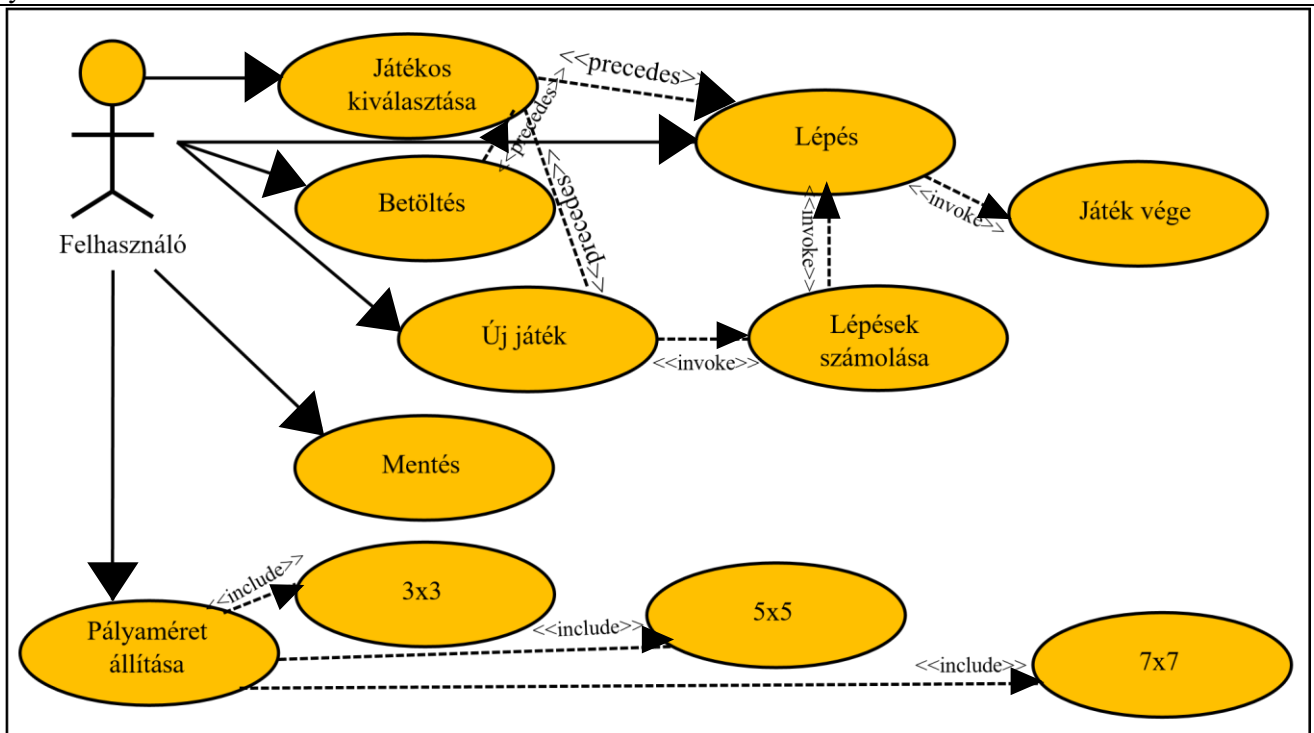 Játékos
kiválasztása
<<precedes>>
<<precedes>>
Lépés
Betöltés
<<precedes>>
<<invoke>>
<<invoke>>
Játék vége
Felhasználó
Új játék
<<invoke>>
Lépések
számolása
Mentés
<<include>>
3x3
5x5
<<include>>
Pályaméret
állítása
<<include>>
7x7